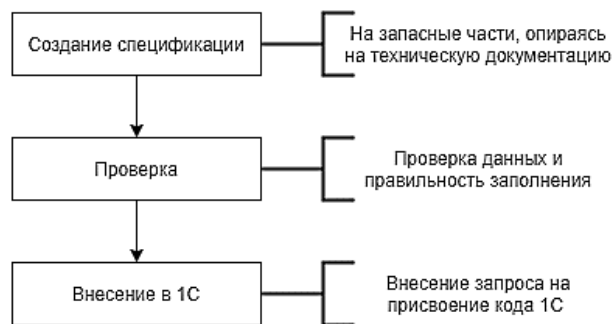 Создание спецификации
На запасные части, опираясь
на техническую документацию
Проверка
Проверка данных и
правильность заполнения
Внесение в 1С
Внесение запроса на
присвоение кода 1С